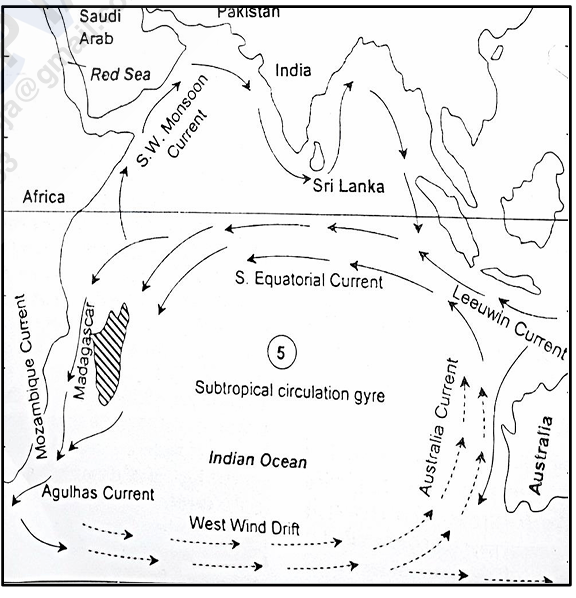 Saudi
Arab
Pakistan
Red Sea
India
S.W. Monsoon
Current
Sri Lanka
Africa
S. Equatorial Current
Leeuwin Current
Mozambique Current
Madagascar
5
Subtropical circulation gyre
Australia Current
Australia
Indian Ocean
Agulhas Current
West Wind Drift